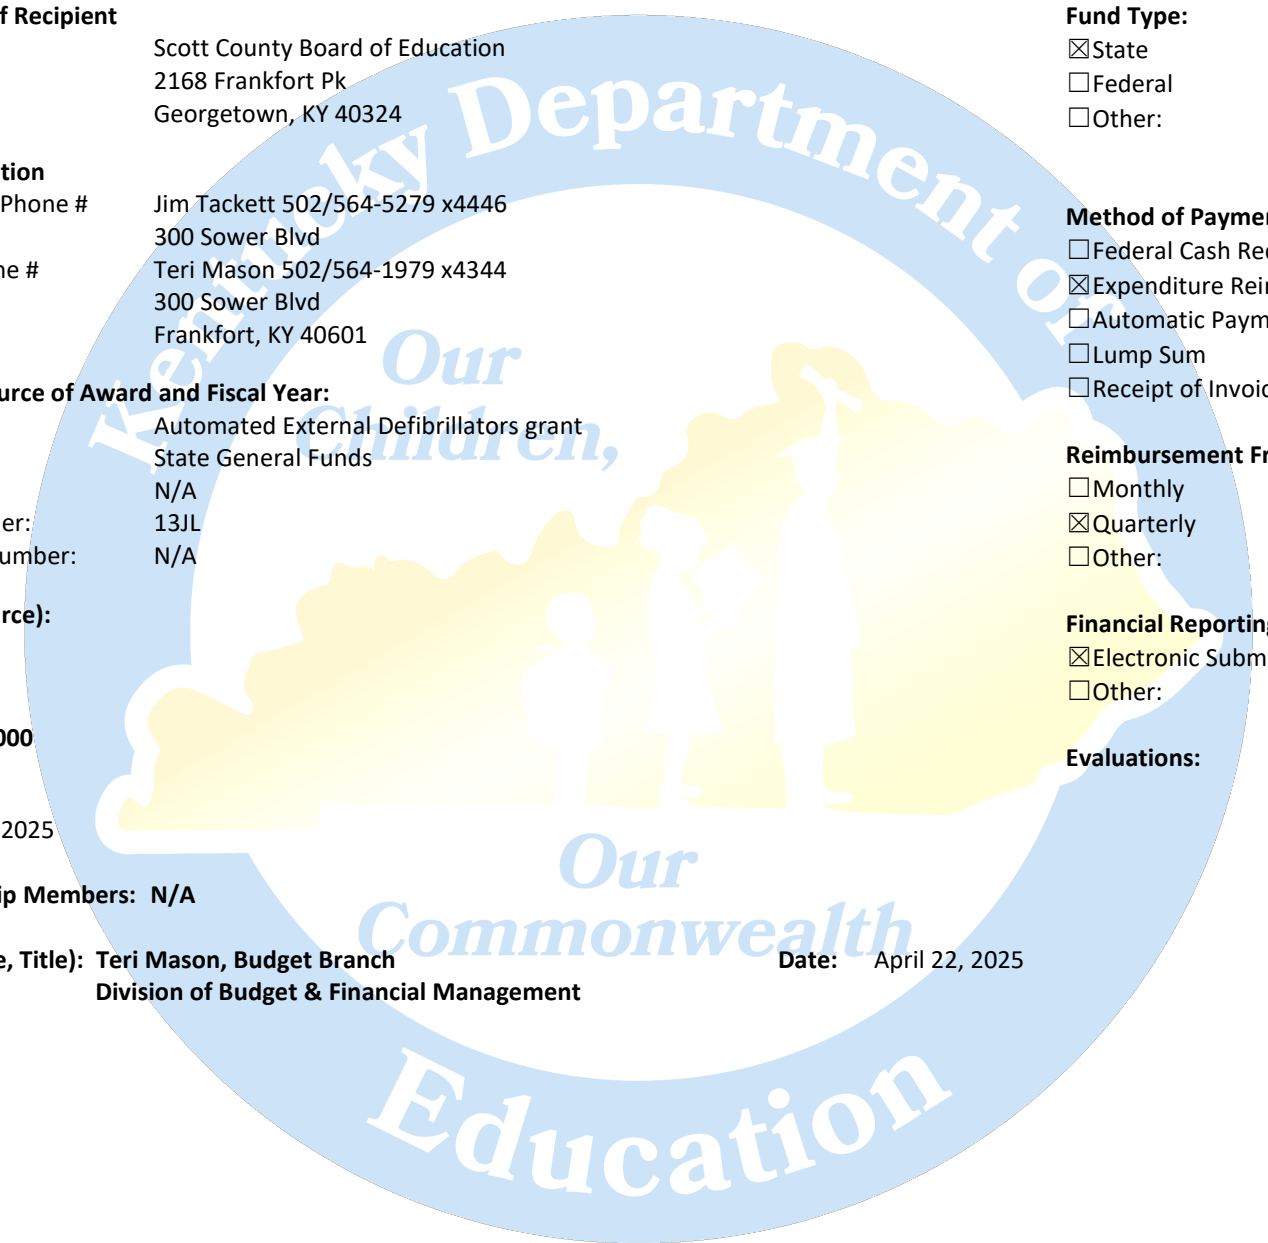 f Recipient
Scott County Board of Education
2168 Frankfort Pk
Georgetown, KY 40324
tion
Phone # Jim Tackett 502/564-5279 x4446
300 Sower Blvd
ne # Teri Mason 502/564-1979 x4344
300 Sower Blvd
Frankfort, KY 40601
urce of Award and Fiscal Year:
Automated External Defibrillators grant
State General Funds
N/A
er: 13JL
umber: N/A
rce):
000
2025
ip Members: N/A
e, Title): Teri Mason, Budget Branch
Division of Budget & Financial Management
Date: April 22, 2025
Fund Type:
☒State
☐Federal
☐Other:
Method of Paymen
☐Federal Cash Req
☒Expenditure Reim
☐Automatic Paym
☐Lump Sum
☐Receipt of Invoic
Reimbursement Fr
☐Monthly
☒Quarterly
☐Other:
Financial Reporting
☒Electronic Subm
☐Other:
Evaluations:
Kentucky Department of
Education
Our
Children,
Our
Commonwealth